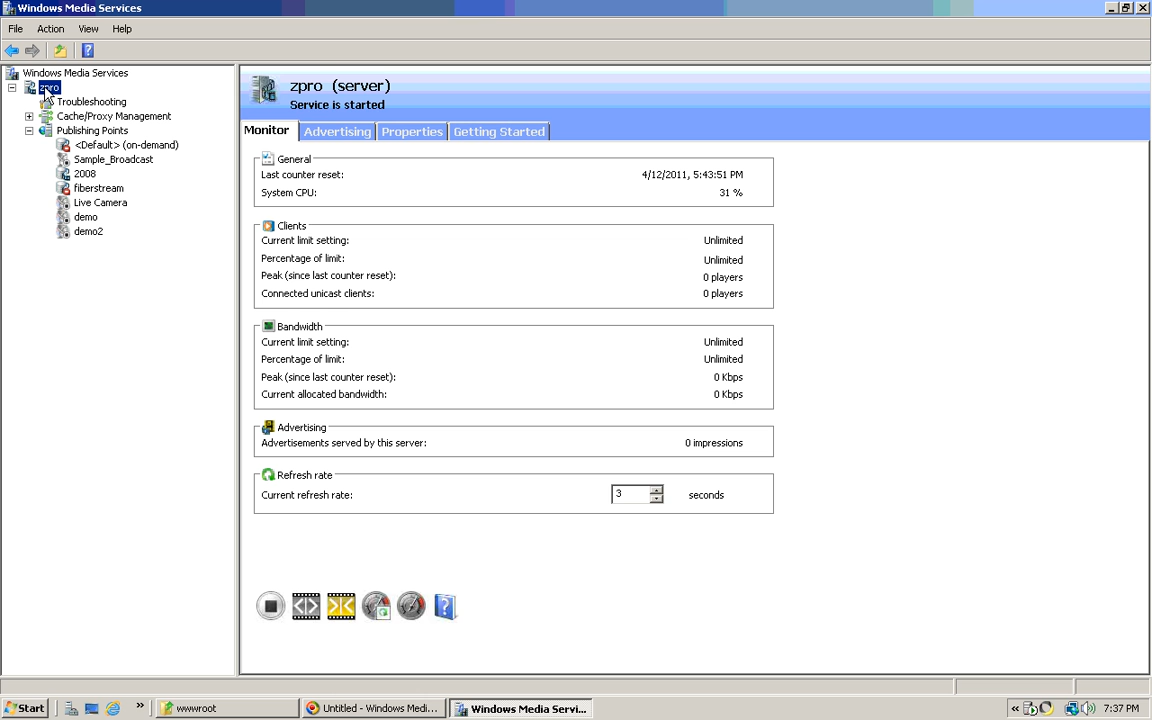 Windows Media Services
File Action View Help
Windows Media Services
zpro
Troubleshooting
Cache/Proxy Management
Publishing Points
<Default> (on-demand)
Sample_Broadcast
2008
fiberstream
Live Camera
demo
demo2
zpro (server)
Service is started
Monitor Advertising Properties Getting Started
General
Last counter reset: 4/12/2011, 5:43:51 PM
System CPU: 31 %
Clients
Current limit setting: Unlimited
Percentage of limit: Unlimited
Peak (since last counter reset): 0 players
Connected unicast clients: 0 players
Bandwidth
Current limit setting: Unlimited
Percentage of limit: Unlimited
Peak (since last counter reset): 0 Kbps
Current allocated bandwidth: 0 Kbps
Advertising
Advertisements served by this server: 0 impressions
Refresh rate
Current refresh rate: 3 seconds
Start » wwwroot Untitled - Windows Medi... Windows Media Servi... « 7:37 PM